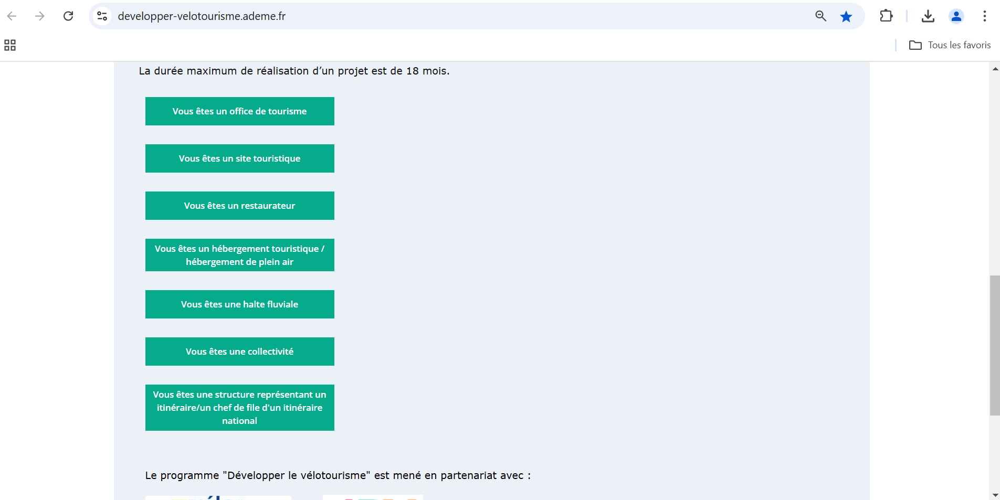 developper-velotourisme.ademe.fr
Tous les favoris
La durée maximum de réalisation d’un projet est de 18 mois.
Vous êtes un office de tourisme
Vous êtes un site touristique
Vous êtes un restaurateur
Vous êtes un hébergement touristique /
hébergement de plein air
Vous êtes une halte fluviale
Vous êtes une collectivité
Vous êtes une structure représentant un
itinéraire/un chef de file d'un itinéraire
national
Le programme "Développer le vélotourisme" est mené en partenariat avec :